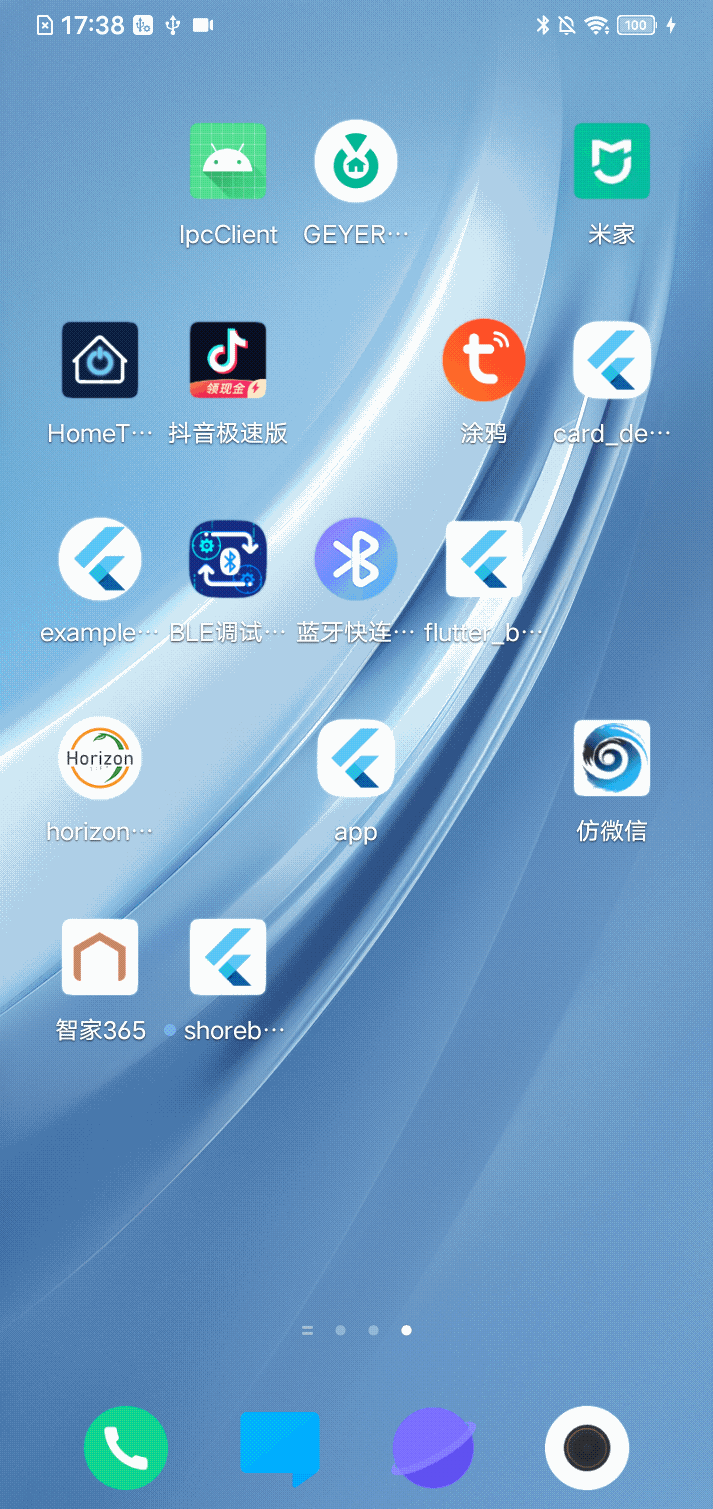 17:38
100
IpcClient
GEYER···
米家
领现金
HomeT···
抖音极速版
涂鸦
card_de···
example···
BLE调试···
蓝牙快连···
flutter_b···
Horizon
horizon···
app
仿微信
智家365
shoreb···